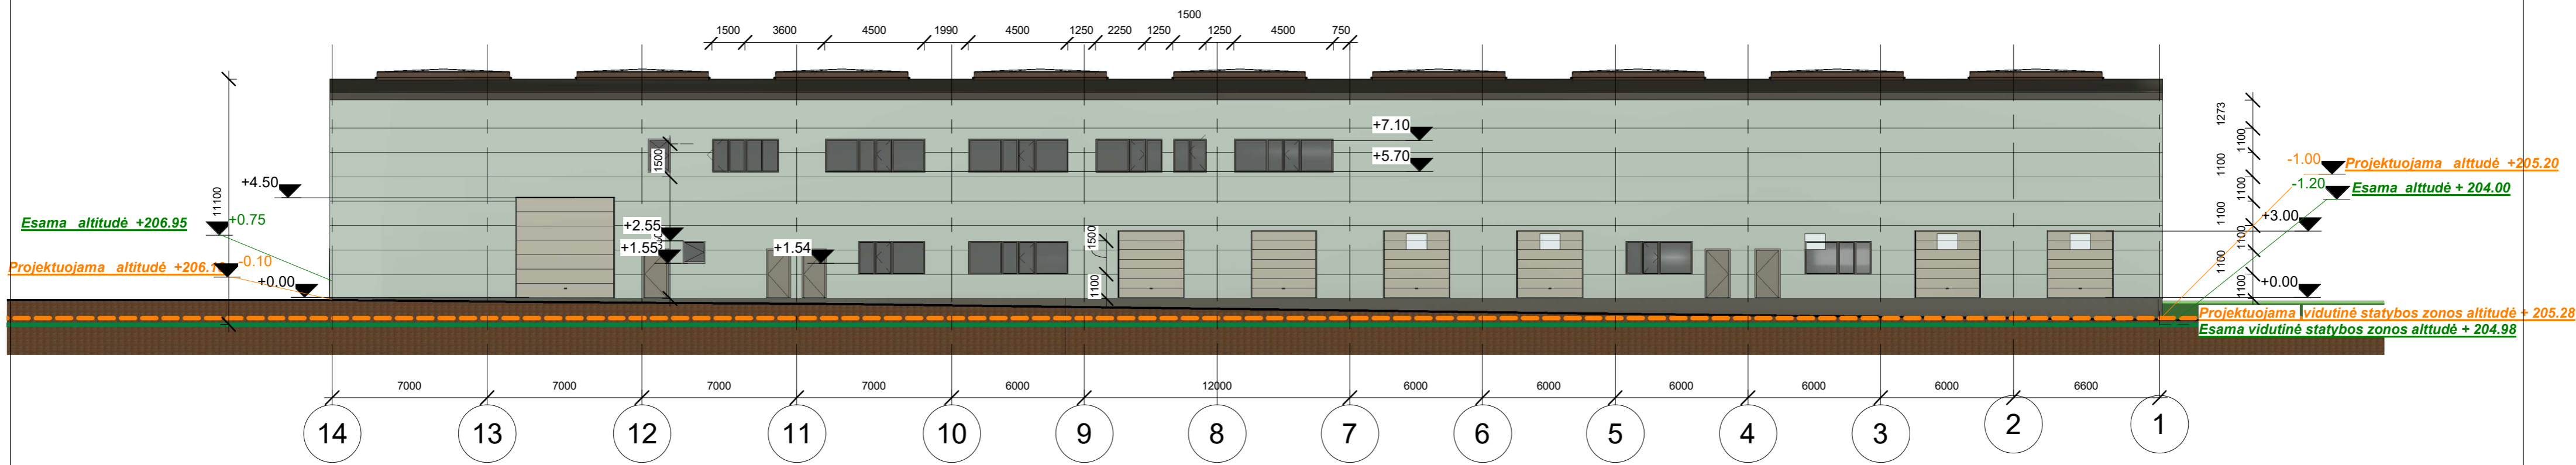 1500
1500 3600 4500 1990 4500 1250 2250 1250 1250 4500 750
+7.10
+5.70
1500
+4.50
11100
Esama altitudė +206.95
+0.75
+2.55
+1.55
+1.54
Projektuojama altitudė
-0.10
+0.00
1500
1100
1273
1100
1100
1100
1100
1100
1100
1100
-1.00
Projektuojama alttudė +205.20
-1.20
Esama alttudė + 204.00
+3.00
+0.00
Projektuojama vidutinė statybos zonos altitudė + 205.28
Esama vidutinė statybos zonos alttudė + 204.98
7000 7000 7000 7000 6000 12000 6000 6000 6000 6000 6000 6600
14 13 12 11 10 9 8 7 6 5 4 3 2 1